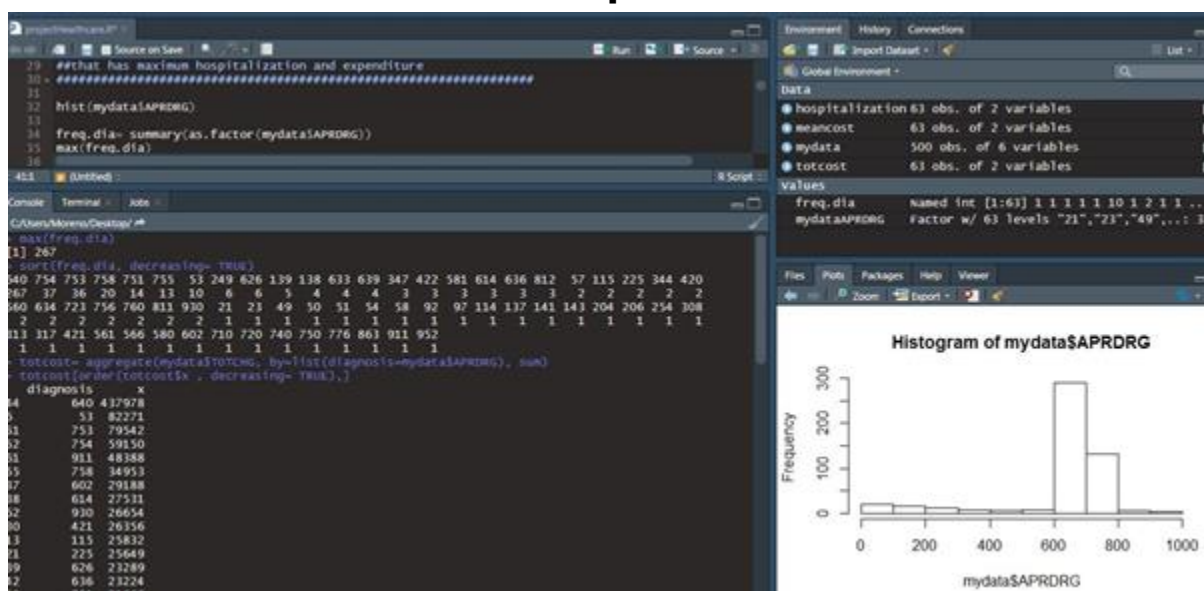 Source on Save
Run
Source
29 ##that has maximum hospitalization and expenditure
30 ################################################################
31
32 hist(mydata$APRDRG)
33
34 freq.dia- summary(as.factor(mydata$APRDRG))
35 max(freq.dia)
36
(Untitled)
R Script
Console Terminal Jobs
C:/Users/Moreno/Desktop/
max(freq.dia)
[1] 267
sort(freq.dia, decreasing= TRUE)
640 754 753 758 751 755 53 249 626 139 138 633 639 347 422 581 614 636 812 57 115 225 344 420
267 37 36 20 14 13 10 6 6 5 4 4 4 3 3 3 3 3 3 2 2 2 2 2
560 634 723 756 760 811 930 21 23 49 50 51 54 58 92 97 114 137 141 143 204 206 254 308
2 2 2 2 2 2 2 1 1 1 1 1 1 1 1 1 1 1 1 1 1 1 1 1
313 317 421 561 566 580 602 710 720 740 750 776 863 911 952
1 1 1 1 1 1 1 1 1 1 1 1 1 1 1
totcost= aggregate(mydata$TOTCHG, by=list(diagnosis=mydata$APRDRG), sum)
totcost[order(totcost$x , decreasing= TRUE),]
diagnosis x
640 437978
53 82271
753 79542
754 59150
911 48388
758 34953
602 29188
614 27531
930 26654
421 26356
115 25832
225 25649
626 23289
636 23224
Environment History Connections
Import Dataset
List
Global Environment
Data
hospitalization 63 obs. of 2 variables
meancost 63 obs. of 2 variables
mydata 500 obs. of 6 variables
totcost 63 obs. of 2 variables
Values
freq.dia Named int [1:63] 1 1 1 1 1 10 1 2 1 1 ...
mydataAPRDRG Factor w/ 63 levels "21","23","49",..:
Files Plots Packages Help Viewer
Zoom Export
Histogram of mydata$APRDRG
Frequency
300
200
100
0
0 200 400 600 800 1000
mydata$APRDRG